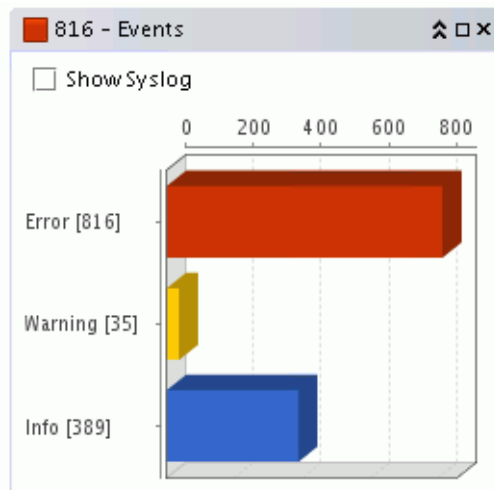 816 - Events
Show Syslog
0 200 400 600 800
Error [816]
Warning [35]
Info [389]